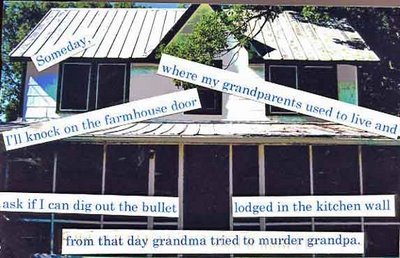 Someday,
I'll knock on the farmhouse door
where my grandparents used to live and
ask if I can dig out the bullet
lodged in the kitchen wall
from that day grandma tried to murder grandpa.